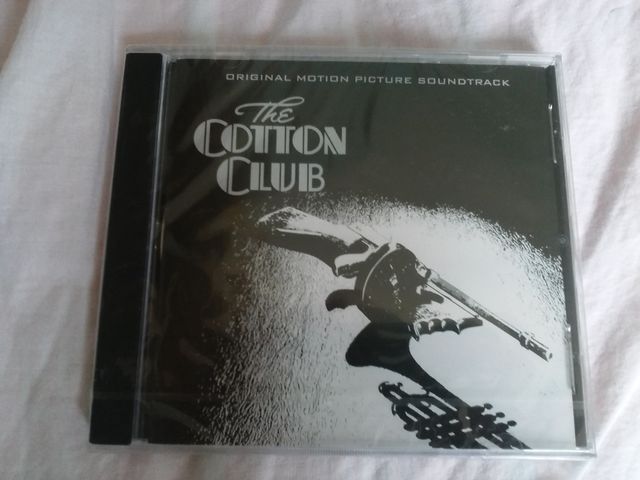 ORIGINAL MOTION PICTURE SOUNDTRACK
The
COTTON
CLUB